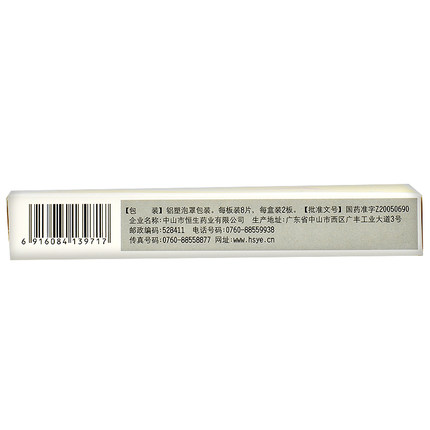 【包 装】铝塑泡罩包装，每板装8片，每盒装2板。【批准文号】国药准字Z20050690
企业名称:中山市恒生药业有限公司 生产地址:广东省中山市西区广丰工业大道3号
邮政编码:528411 电话号码:0760-88559938
传真号码:0760-88558877 网址:www.hsye.cn
6 916084 139717